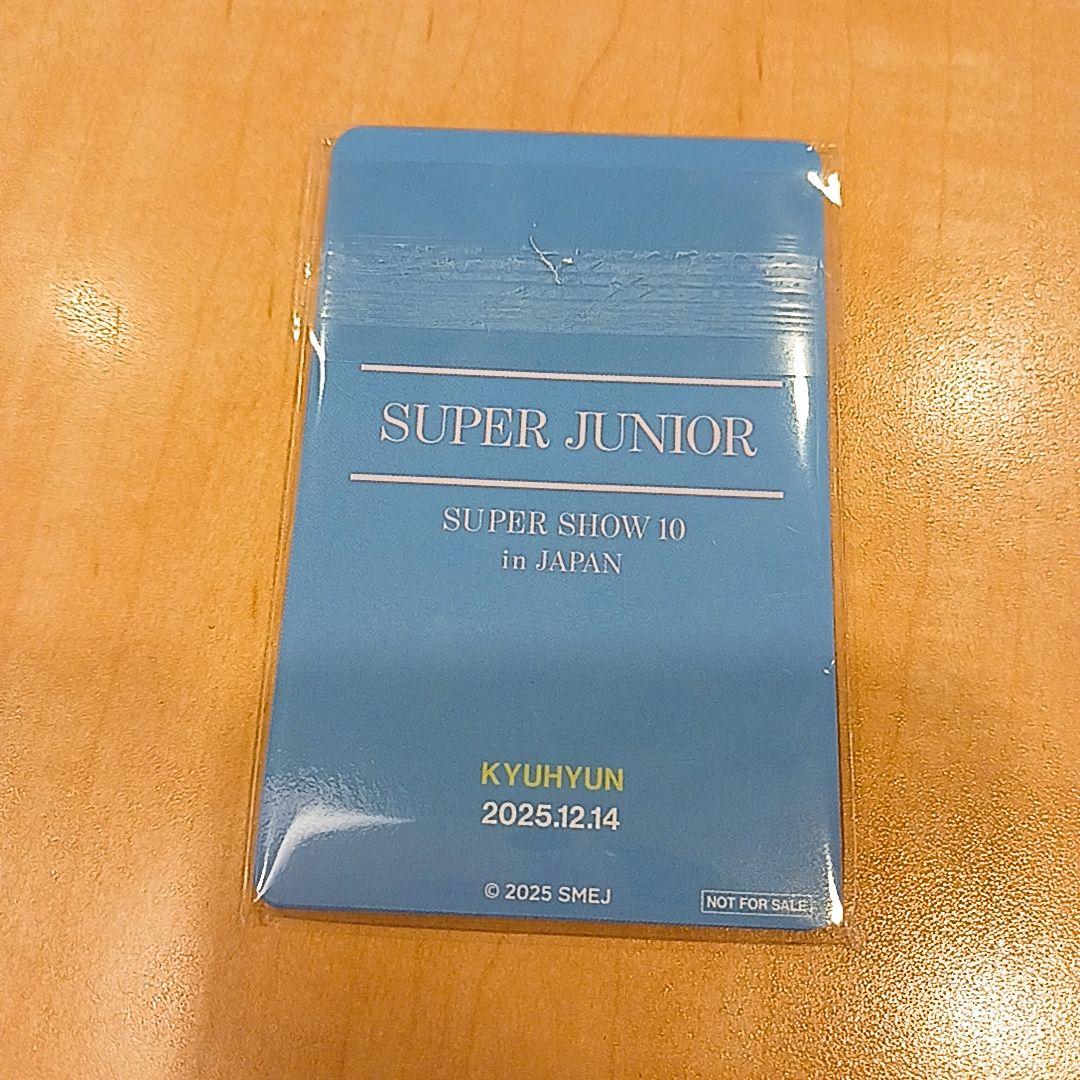 SUPER JUNIOR
SUPER SHOW 10
in JAPAN
KYUHYUN
2025.12.14
© 2025 SMEJ
NOT FOR SALE